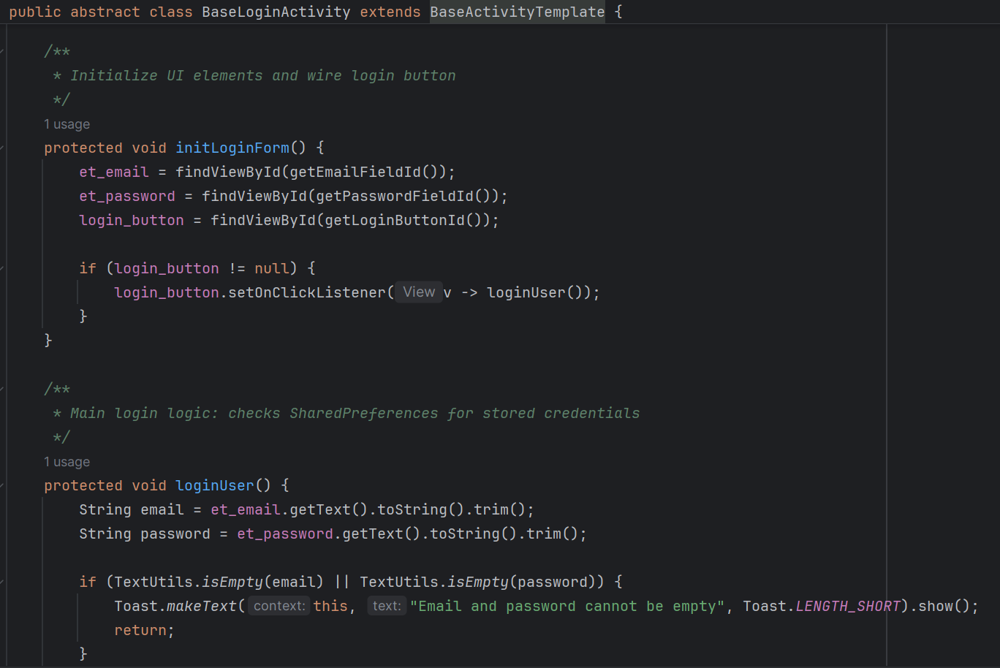 public abstract class BaseLoginActivity extends BaseActivityTemplate {
/**
* Initialize UI elements and wire login button
*/
1 usage
protected void initLoginForm() {
et_email = findViewById(getEmailFieldId());
et_password = findViewById(getPasswordFieldId());
login_button = findViewById(getLoginButtonId());
if (login_button != null) {
login_button.setOnClickListener( View v -> loginUser());
}
}
/**
* Main login logic: checks SharedPreferences for stored credentials
*/
1 usage
protected void loginUser() {
String email = et_email.getText().toString().trim();
String password = et_password.getText().toString().trim();
if (TextUtils.isEmpty(email) || TextUtils.isEmpty(password)) {
Toast.makeText( context: this, text: "Email and password cannot be empty", Toast.LENGTH_SHORT).show();
return;
}